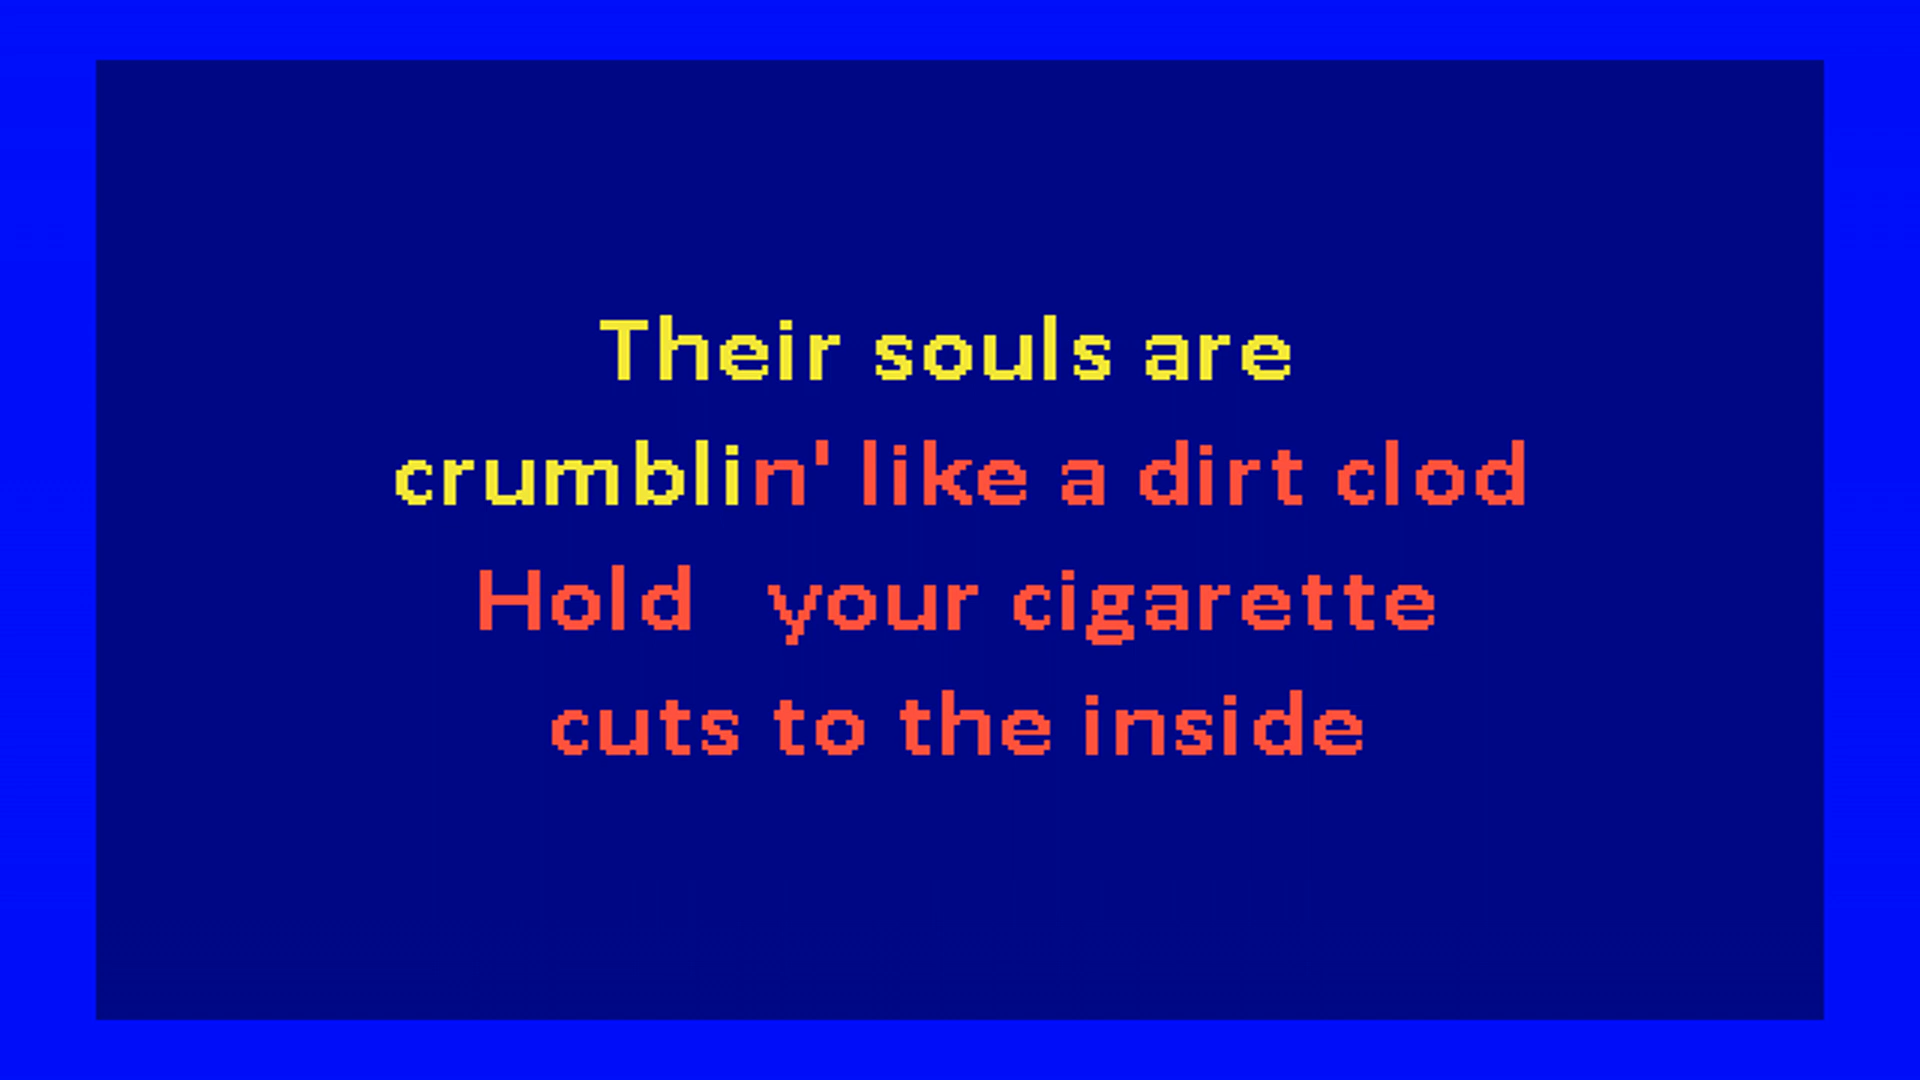 Their souls are
crumblin' like a dirt clod
Hold  your cigarette
cuts to the inside